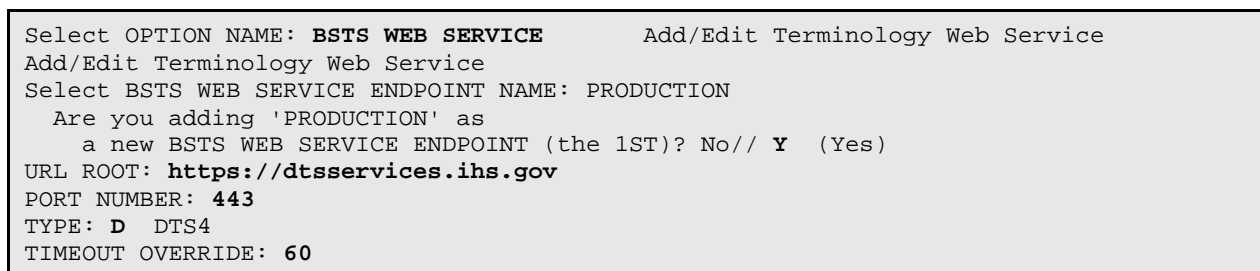 Select OPTION NAME: BSTS WEB SERVICE Add/Edit Terminology Web Service
Add/Edit Terminology Web Service
Select BSTS WEB SERVICE ENDPOINT NAME: PRODUCTION
Are you adding 'PRODUCTION' as
a new BSTS WEB SERVICE ENDPOINT (the 1ST)? No// Y (Yes)
URL ROOT: https://dtsservices.ihs.gov
PORT NUMBER: 443
TYPE: D DTS4
TIMEOUT OVERRIDE: 60